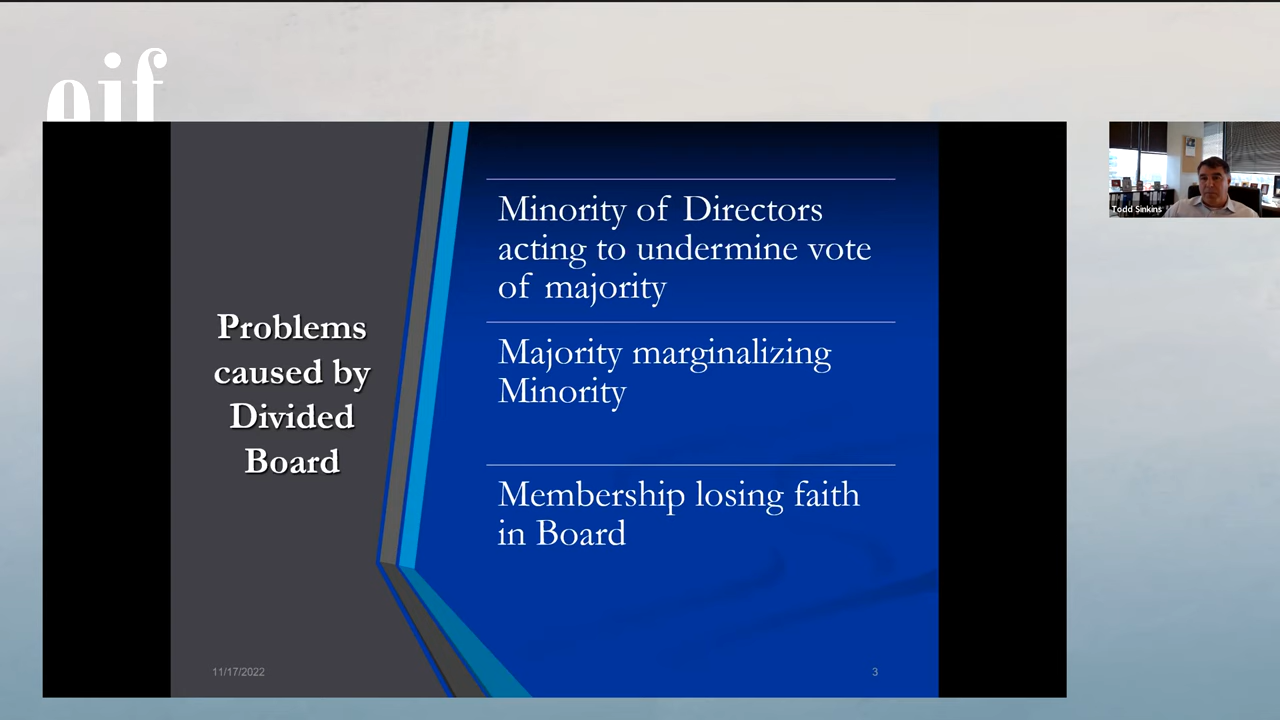 Problems
caused by
Divided
Board
Minority of Directors
acting to undermine vote
of majority
Majority marginalizing
Minority
Membership losing faith
in Board
11/17/2022
3
Todd Sinkins